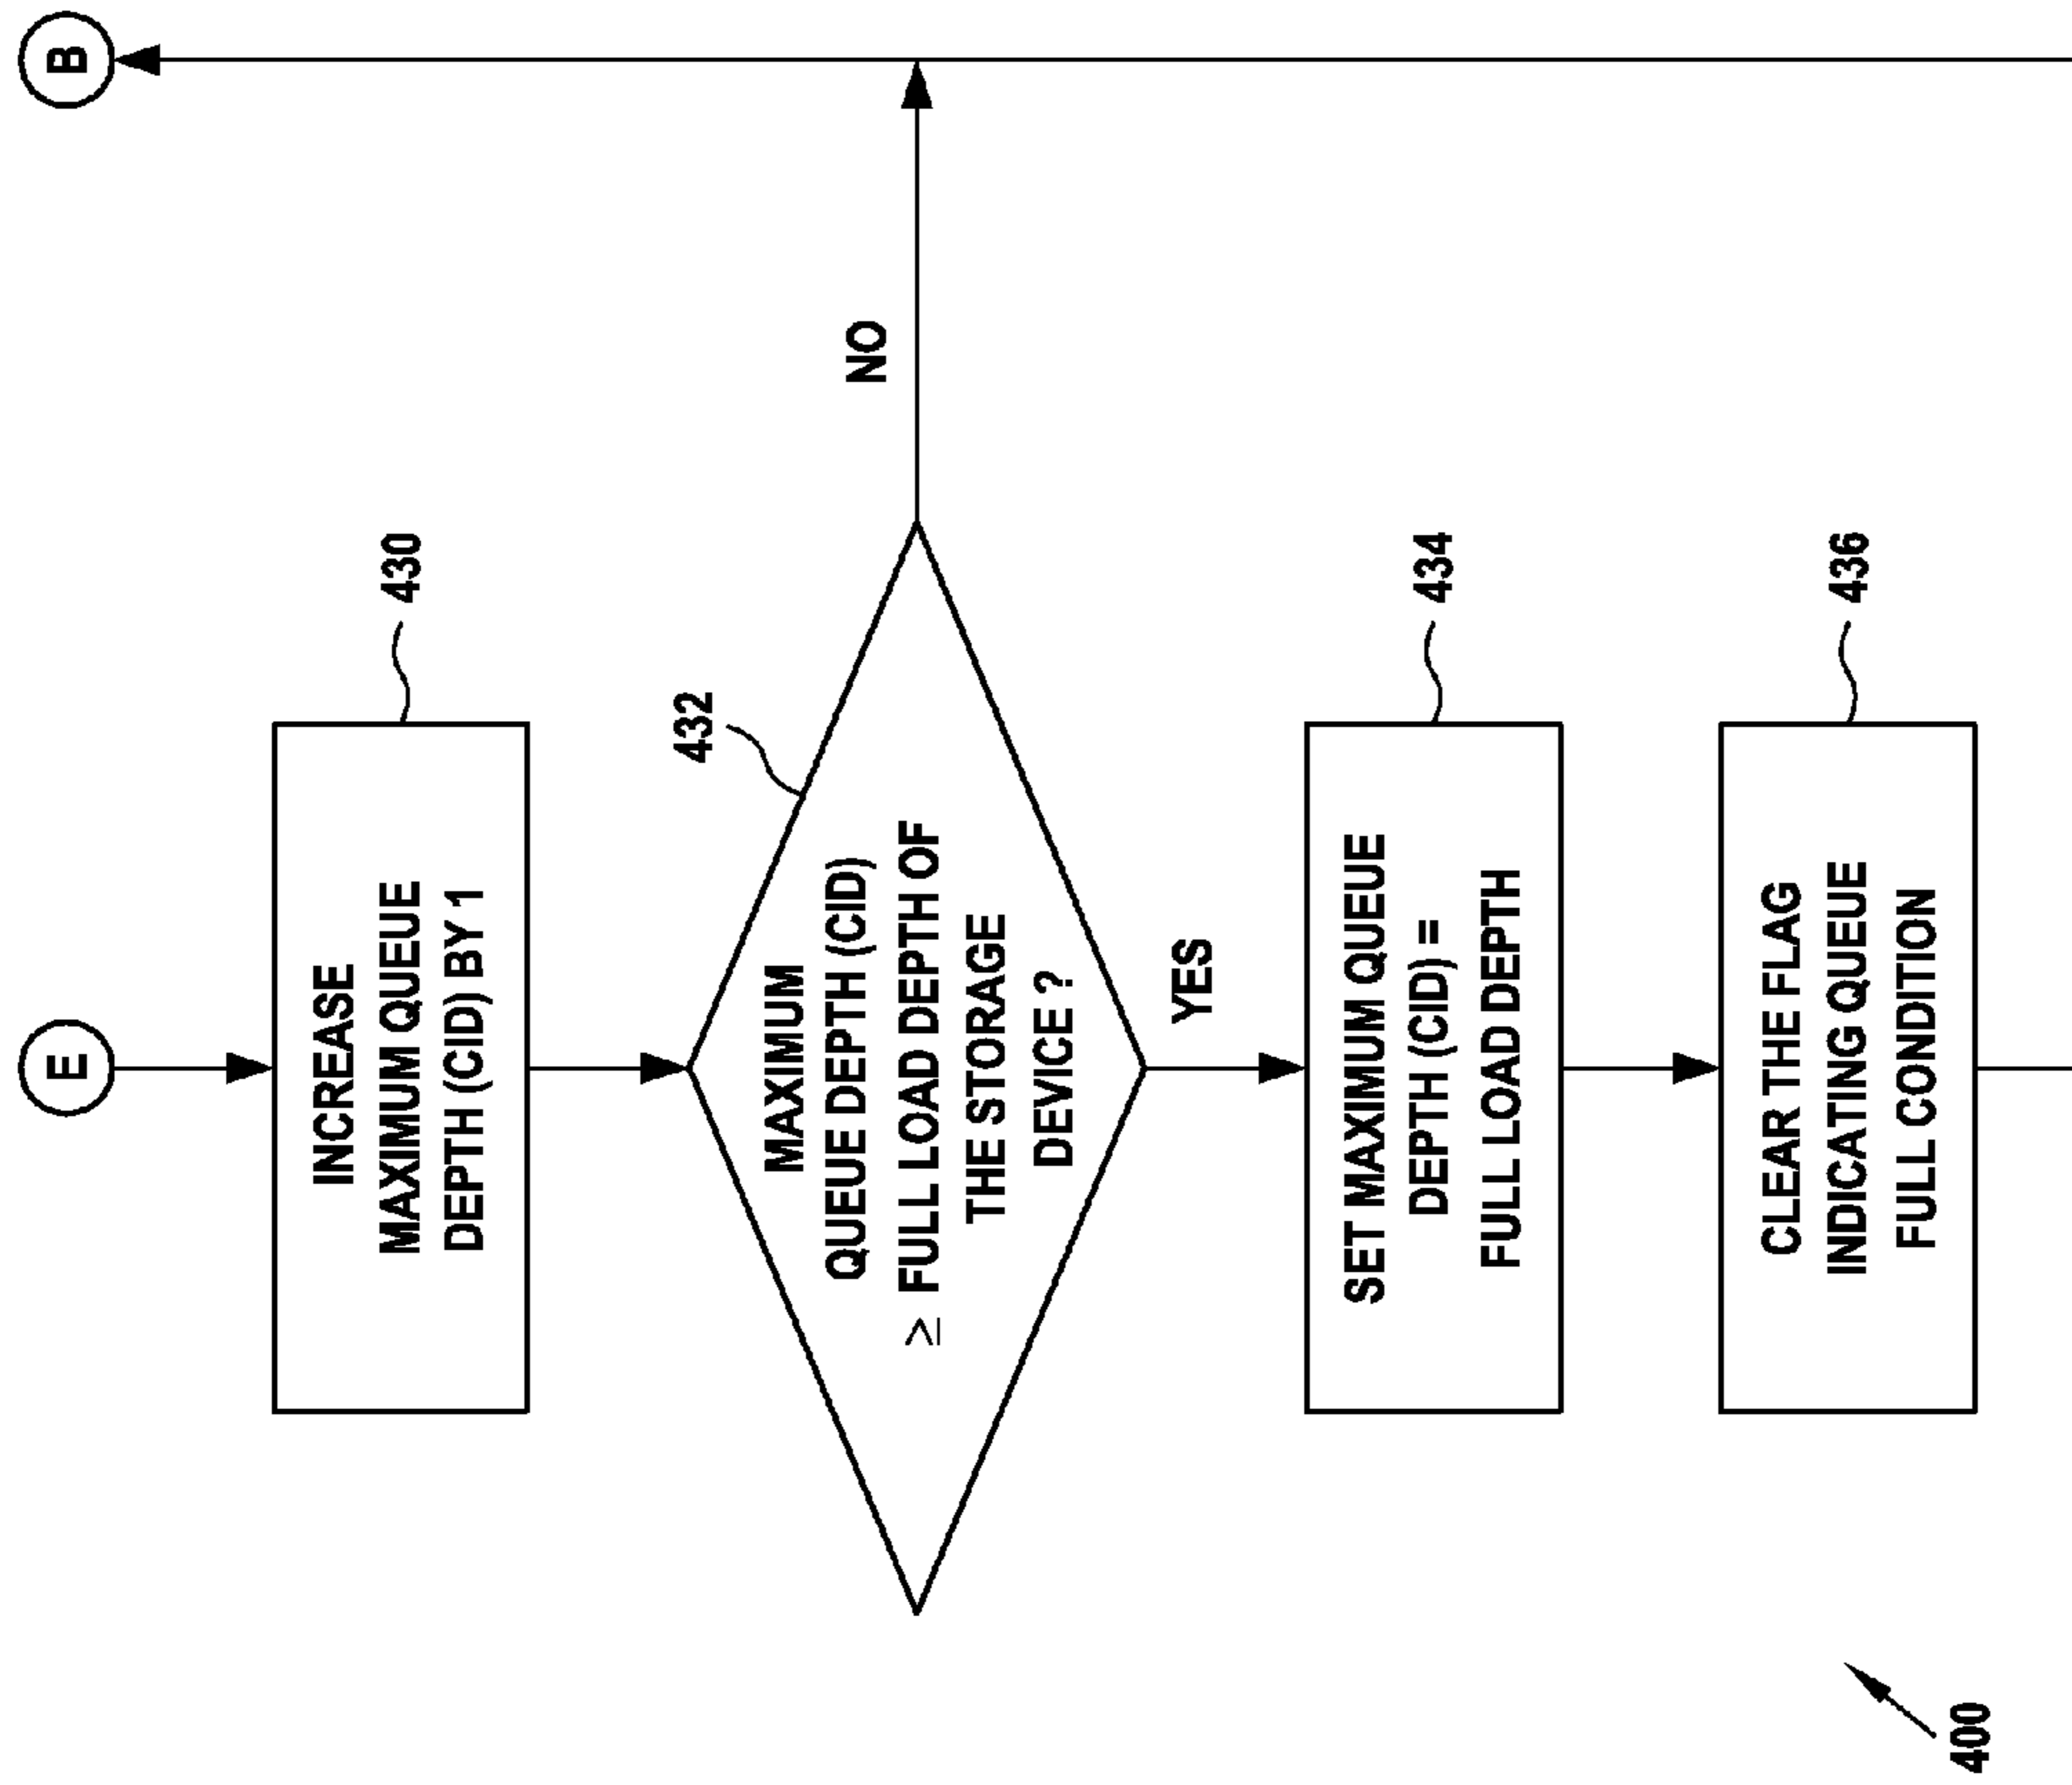 E
B
INCREASE
MAXIMUM QUEUE
DEPTH (CID) BY 1
430
432
MAXIMUM
QUEUE DEPTH (CID)
≥ FULL LOAD DEPTH OF
THE STORAGE
DEVICE ?
NO
YES
SET MAXIMUM QUEUE
DEPTH (CID) =
FULL LOAD DEPTH
434
CLEAR THE FLAG
INDICATING QUEUE
FULL CONDITION
436
400